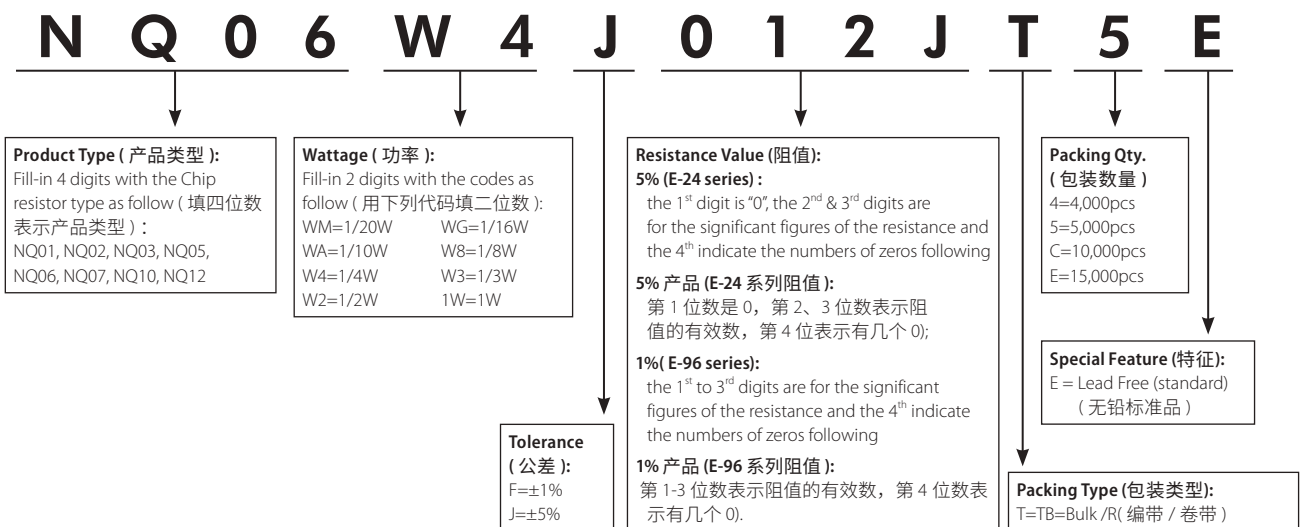 N Q 0 6 W 4 J 0 1 2 J T 5 E
Product Type ( 产品类型 ):
Fill-in 4 digits with the Chip
resistor type as follow ( 填四位数
表示产品类型 ) :
NQ01, NQ02, NQ03, NQ05,
NQ06, NQ07, NQ10, NQ12
Wattage ( 功率 ):
Fill-in 2 digits with the codes as
follow ( 用下列代码填二位数 ):
WM=1/20W WG=1/16W
WA=1/10W W8=1/8W
W4=1/4W W3=1/3W
W2=1/2W 1W=1W
Tolerance
( 公差 ):
F=±1%
J=±5%
Resistance Value (阻值):
5% (E-24 series) :
the 1st digit is “0”, the 2nd & 3rd digits are
for the significant figures of the resistance and
the 4th indicate the numbers of zeros following
5% 产品 (E-24 系列阻值 ):
第 1 位数是 0，第 2、3 位数表示阻
值的有效数，第 4 位表示有几个 0);
1%( E-96 series):
the 1st to 3rd digits are for the significant
figures of the resistance and the 4th indicate
the numbers of zeros following
1% 产品 (E-96 系列阻值 ):
第 1-3 位数表示阻值的有效数，第 4 位数表
示有几个 0).
Packing Qty.
( 包装数量 )
4=4,000pcs
5=5,000pcs
C=10,000pcs
E=15,000pcs
Special Feature (特征):
E = Lead Free (standard)
( 无铅标准品 )
Packing Type (包装类型):
T=TB=Bulk /R( 编带 / 卷带 )